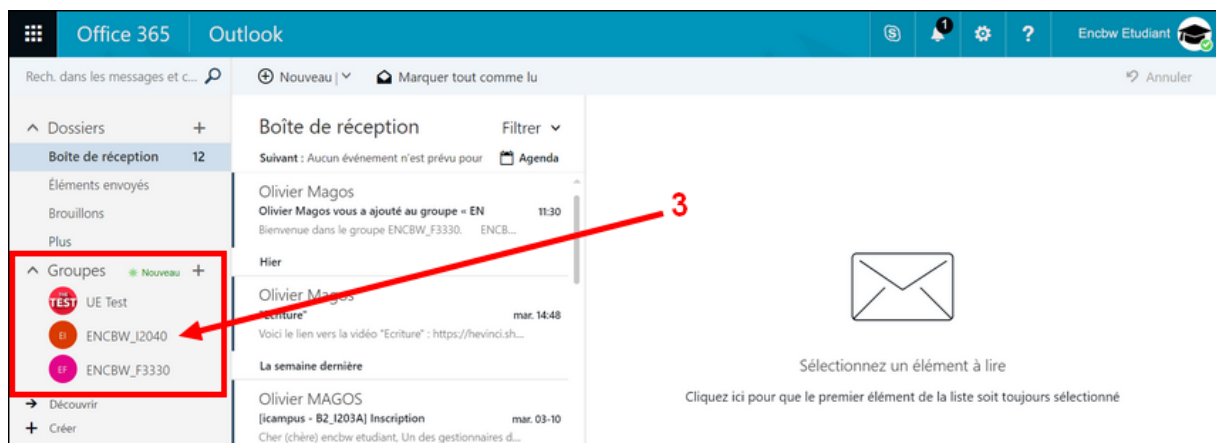 Office 365
Outlook
S
1
?
Encbw Etudiant
Rech. dans les messages et c...
Nouveau |
Marquer tout comme lu
Annuler
Dossiers +
Boîte de réception 12
Éléments envoyés
Brouillons
Plus
Groupes Nouveau +
TEST UE Test
EI ENCBW_I2040
EF ENCBW_F3330
Découvrir
+ Créer
Boîte de réception Filtrer
Suivant : Aucun événement n'est prévu pour Agenda
Olivier Magos
Olivier Magos vous a ajouté au groupe « EN 11:30
Bienvenue dans le groupe ENCBW_F3330. ENCB...
Hier
Olivier Magos
"Ecriture" mar. 14:48
Voici le lien vers la vidéo "Ecriture" : https://hevinci.sh...
La semaine dernière
Olivier MAGOS
[icampus - B2_I203A] Inscription mar. 03-10
Cher (chère) encbw etudiant, Un des gestionnaires d...
3
Sélectionnez un élément à lire
Cliquez ici pour que le premier élément de la liste soit toujours sélectionné